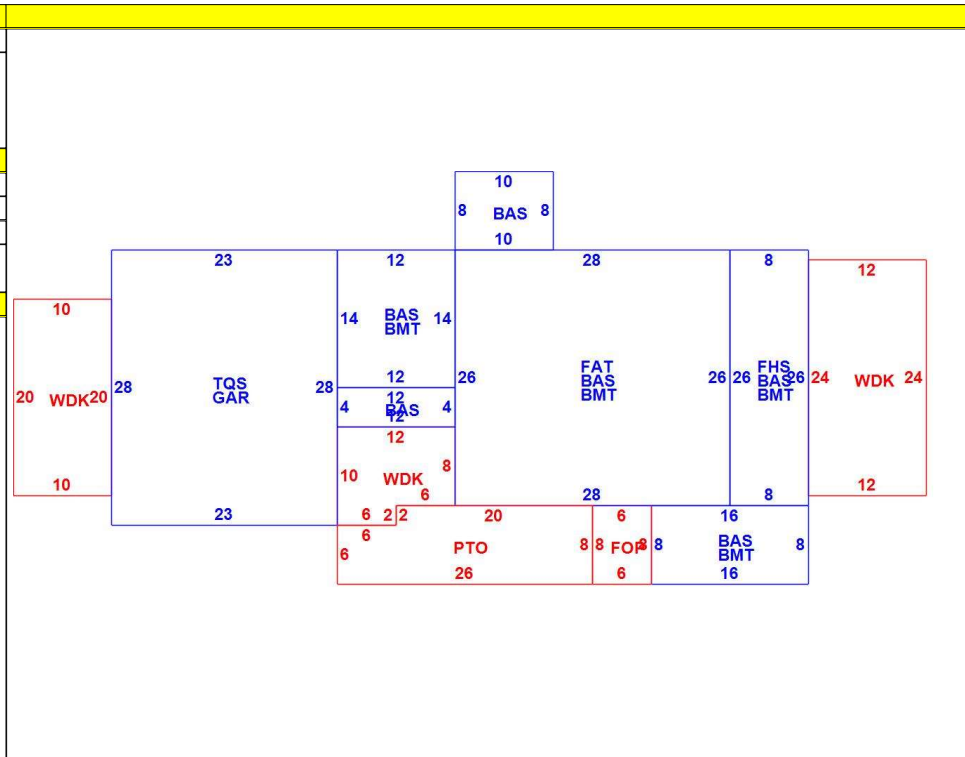 10
8 BAS 8
10
23 12 28 8
12
10
14 BAS 14
BMT
FAT
BAS
BMT
FHS
BAS
BMT
28 TQS 28
GAR
12
26 26 26 26 24 WDK 24
20 WDK 20
12
4 BAS 4
12
12
10 WDK 8
6
10
28 8 12
23
6 2 2 20 6 16
6
6 PTO 8 8 FOP 8 8 BAS 8
BMT
26 6 16